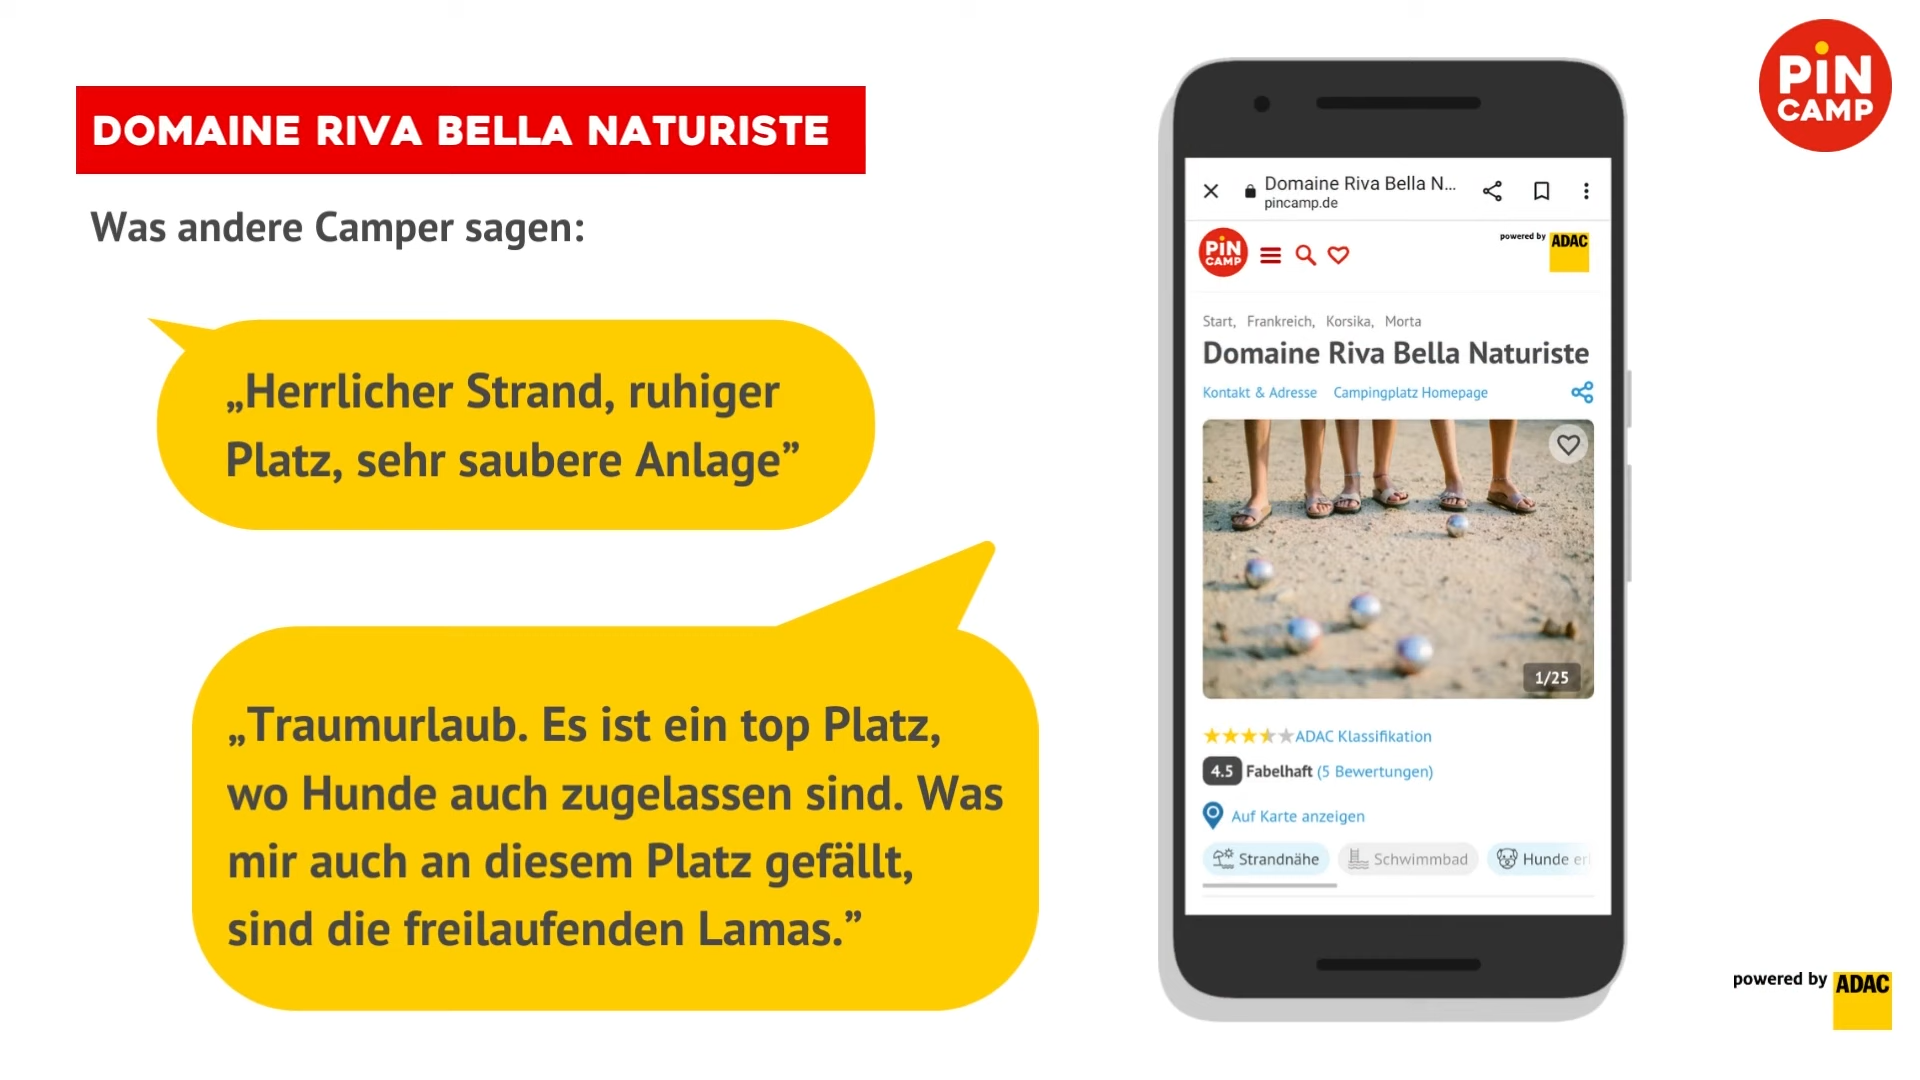 DOMAINE RIVA BELLA NATURISTE
Was andere Camper sagen:
„Herrlicher Strand, ruhiger
Platz, sehr saubere Anlage”
„Traumurlaub. Es ist ein top Platz,
wo Hunde auch zugelassen sind. Was
mir auch an diesem Platz gefällt,
sind die freilaufenden Lamas.”
PiN
CAMP
Domaine Riva Bella N...
pincamp.de
PiN
CAMP
powered by ADAC
Start, Frankreich, Korsika, Morta
Domaine Riva Bella Naturiste
Kontakt & Adresse Campingplatz Homepage
1/25
ADAC Klassifikation
4.5 Fabelhaft (5 Bewertungen)
Auf Karte anzeigen
Strandnähe Schwimmbad Hunde
powered by ADAC